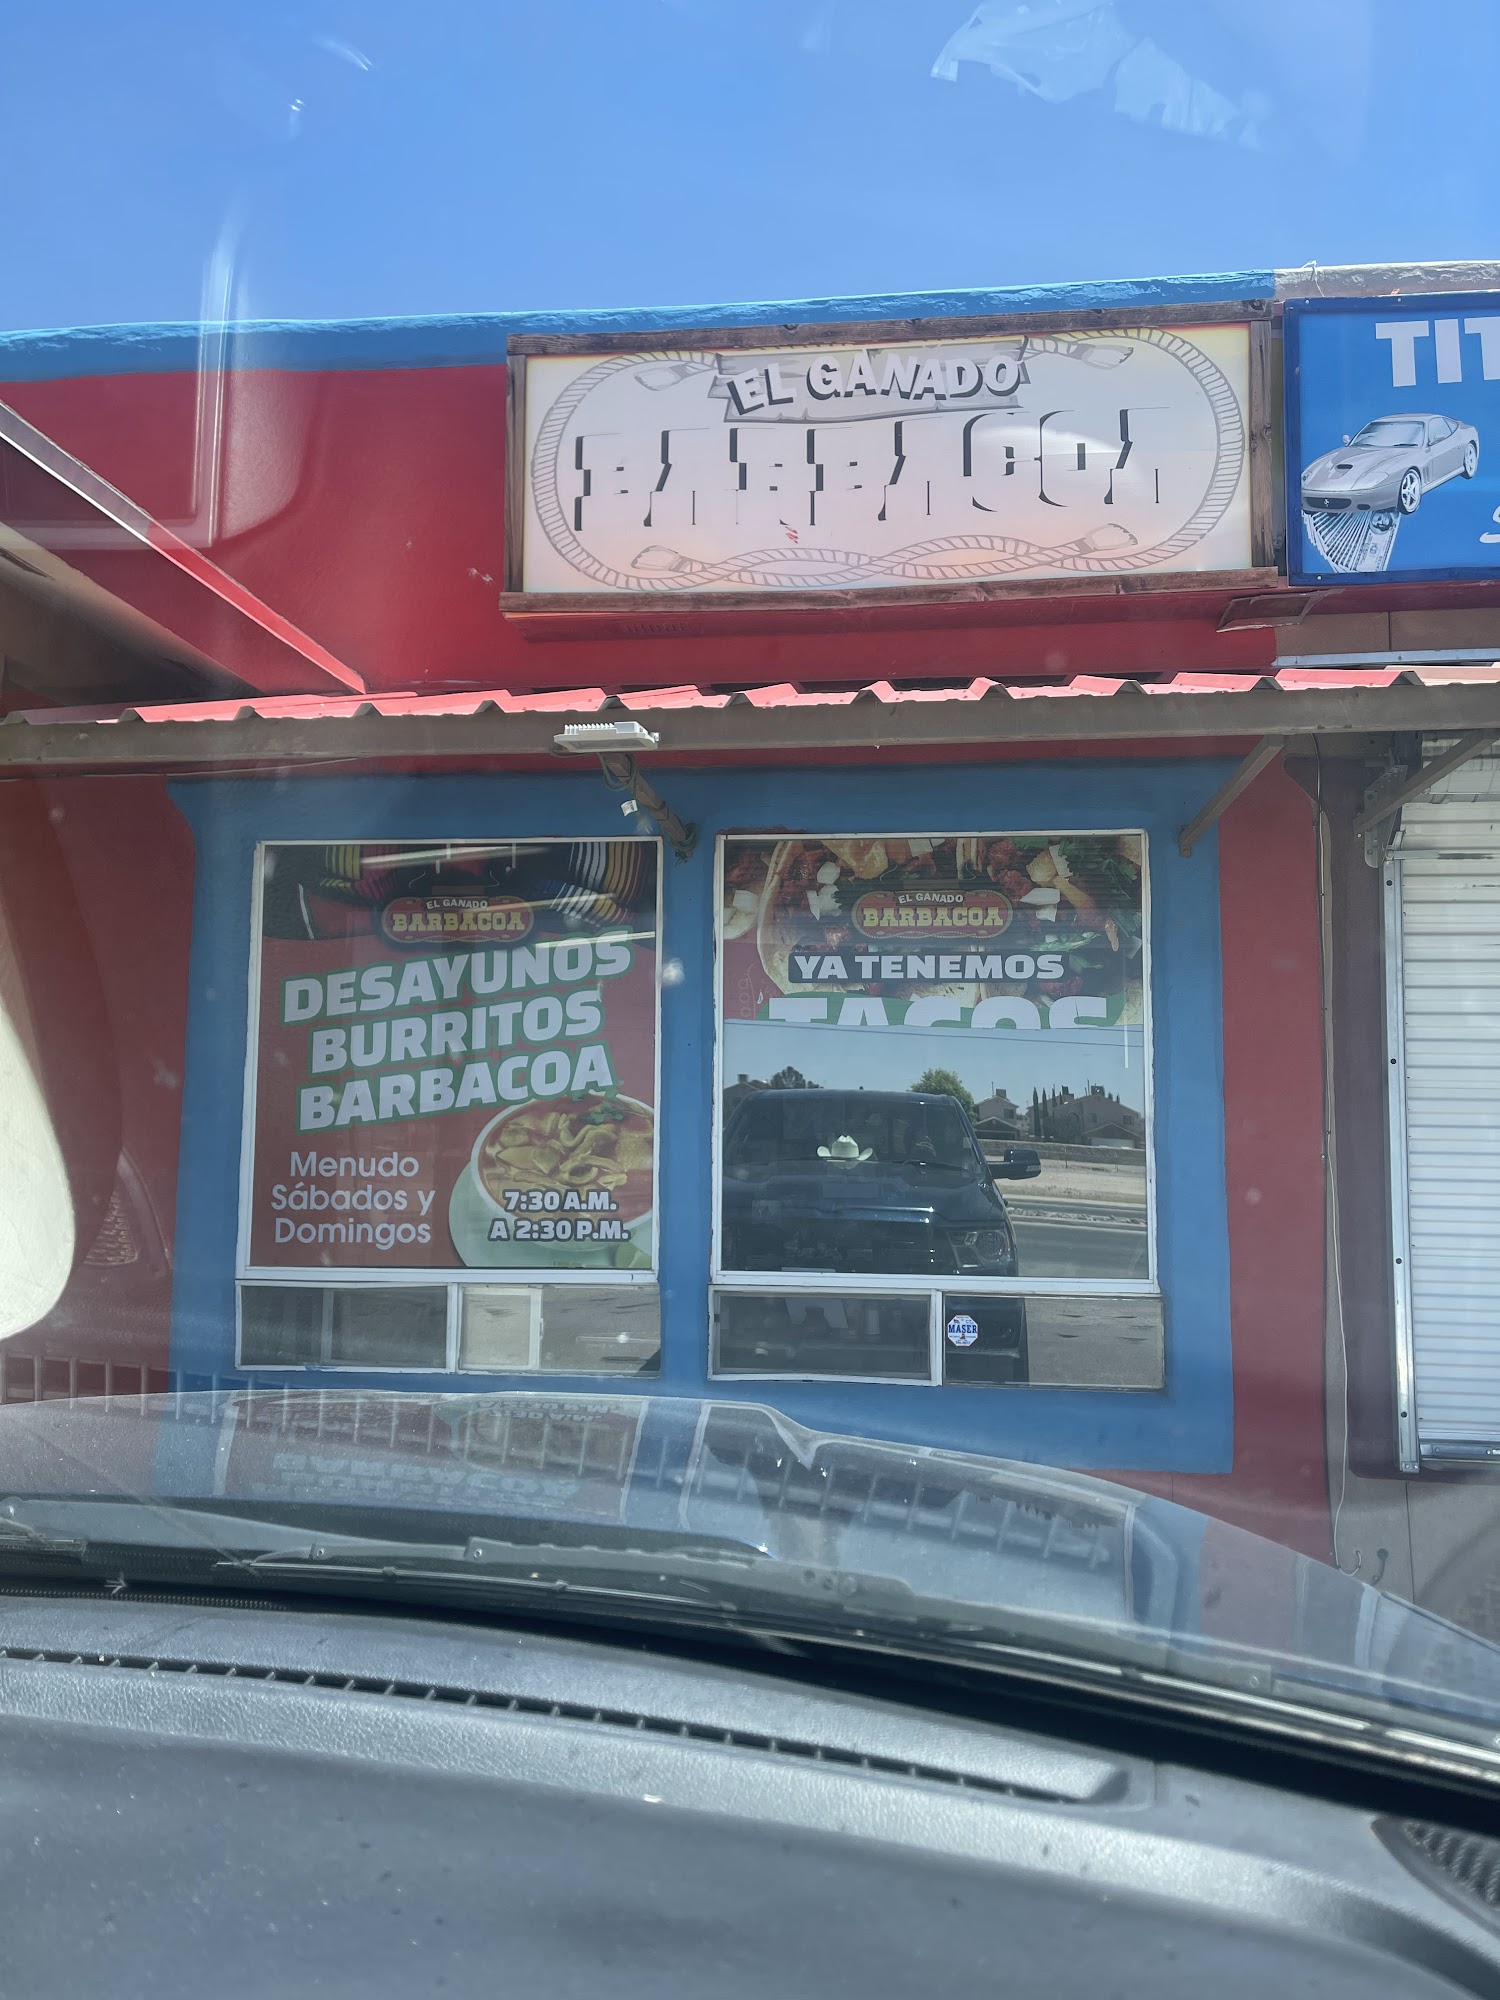 EL GANADO
BARBACOA
TIT
EL GANADO
BARBACOA
DESAYUNOS
BURRITOS
BARBACOA
Menudo
Sábados y
Domingos
7:30 A.M.
A 2:30 P.M.
EL GANADO
BARBACOA
YA TENEMOS
TACOS
MASER